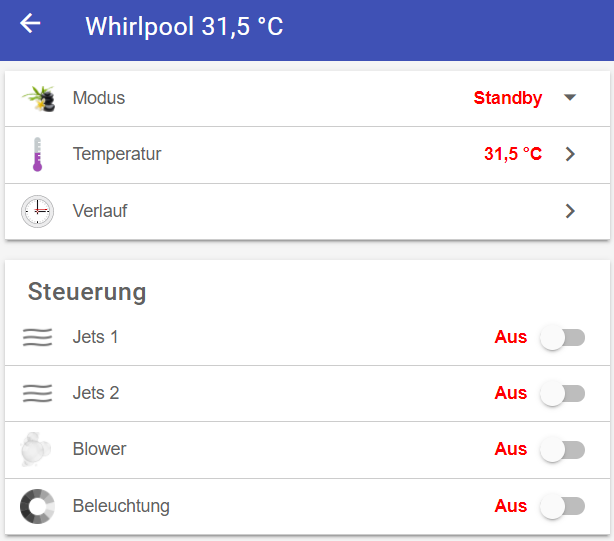 Whirlpool 31,5 °C
Modus Standby
Temperatur 31,5 °C
Verlauf
Steuerung
Jets 1 Aus
Jets 2 Aus
Blower Aus
Beleuchtung Aus